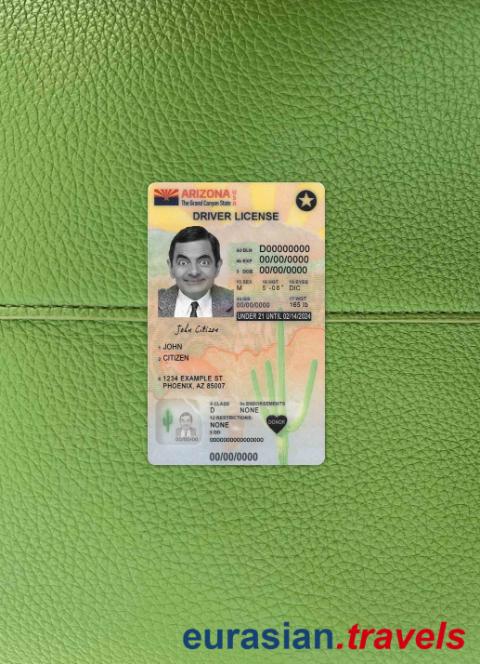 ARIZONA USA
The Grand Canyon State
DRIVER LICENSE
4d DLN D00000000
4b EXP 00/00/0000
3 DOB 00/00/0000
15 SEX 16 HGT 18 EYES
M 5'-08" DIC
4a ISS 17 WGT
00/00/0000 165 lb
UNDER 21 UNTIL 02/14/2024
John Citizen
1 JOHN
2 CITIZEN
8 1234 EXAMPLE ST
PHOENIX, AZ 85007
9 CLASS 9a ENDORSEMENTS
D NONE
12 RESTRICTIONS
NONE
5 DD
DONOR
00/00/00
00/00/0000
eurasian.travels